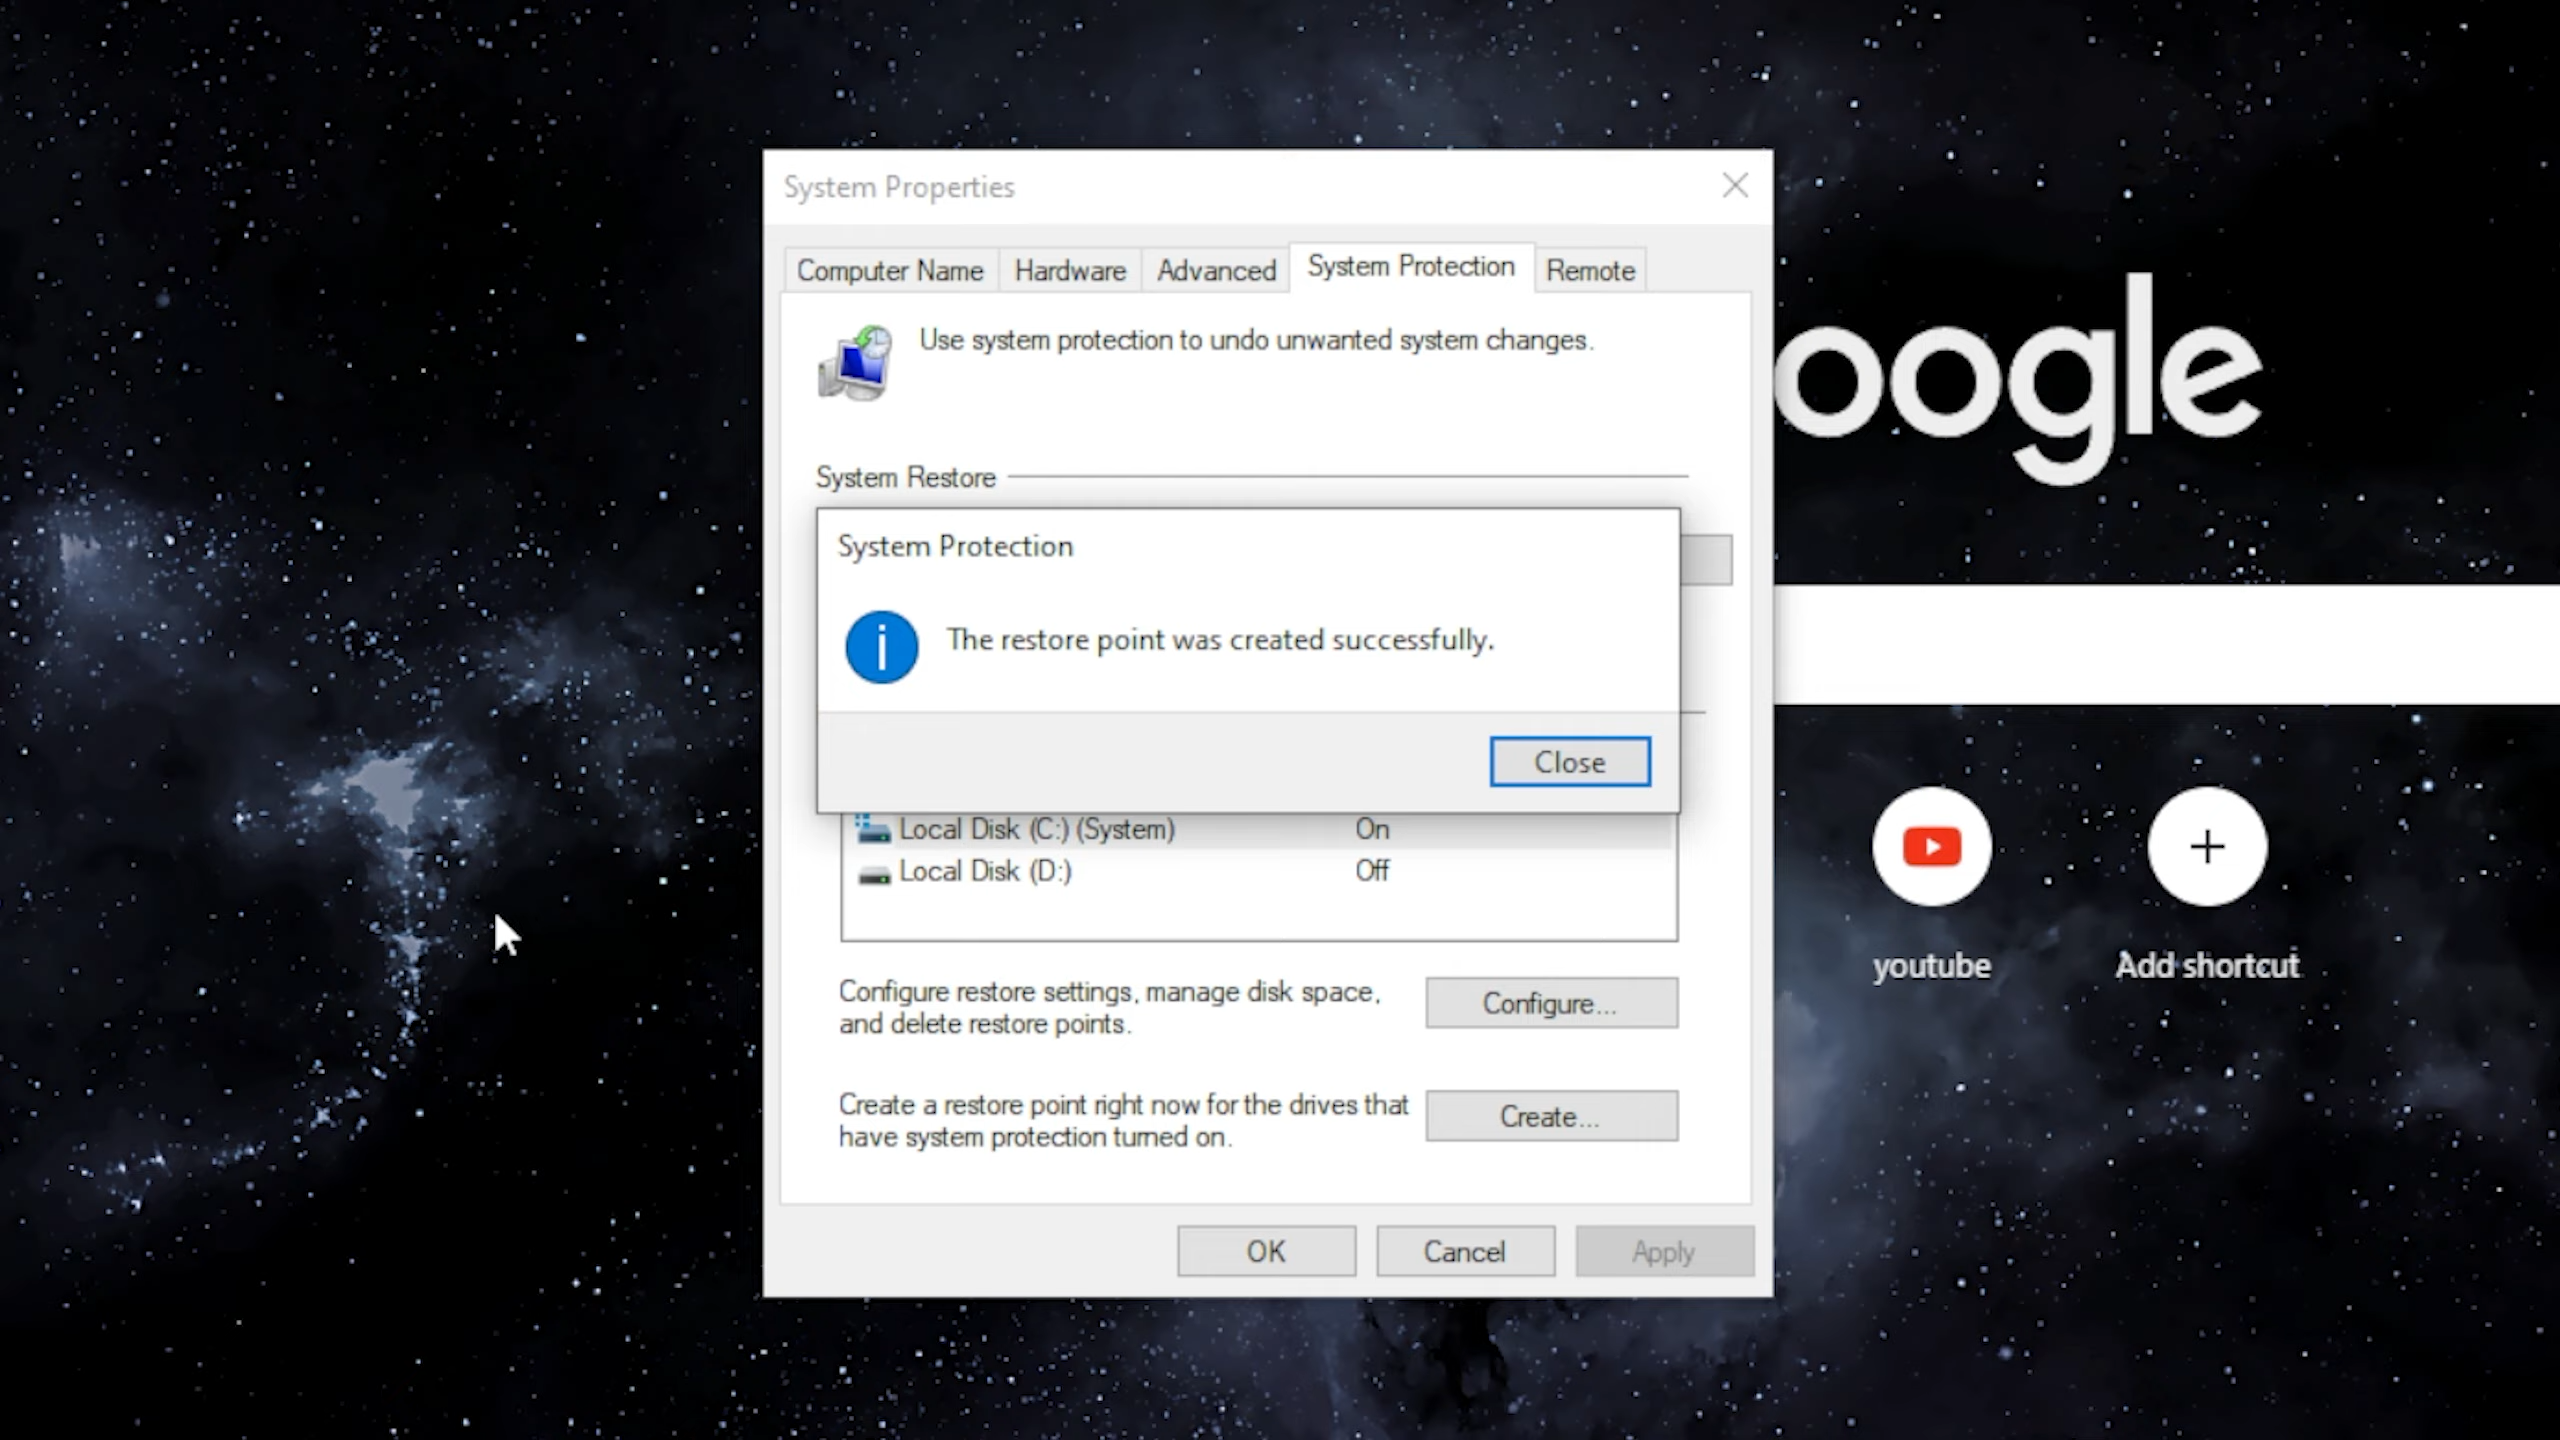 System Properties
Computer Name
Hardware
Advanced
System Protection
Remote
Use system protection to undo unwanted system changes.
System Restore
System Protection
The restore point was created successfully.
Close
Local Disk (C:) (System) On
Local Disk (D:) Off
Configure restore settings, manage disk space,
and delete restore points.
Configure...
Create a restore point right now for the drives that
have system protection turned on.
Create...
OK
Cancel
Apply
oogle
youtube
Add shortcut